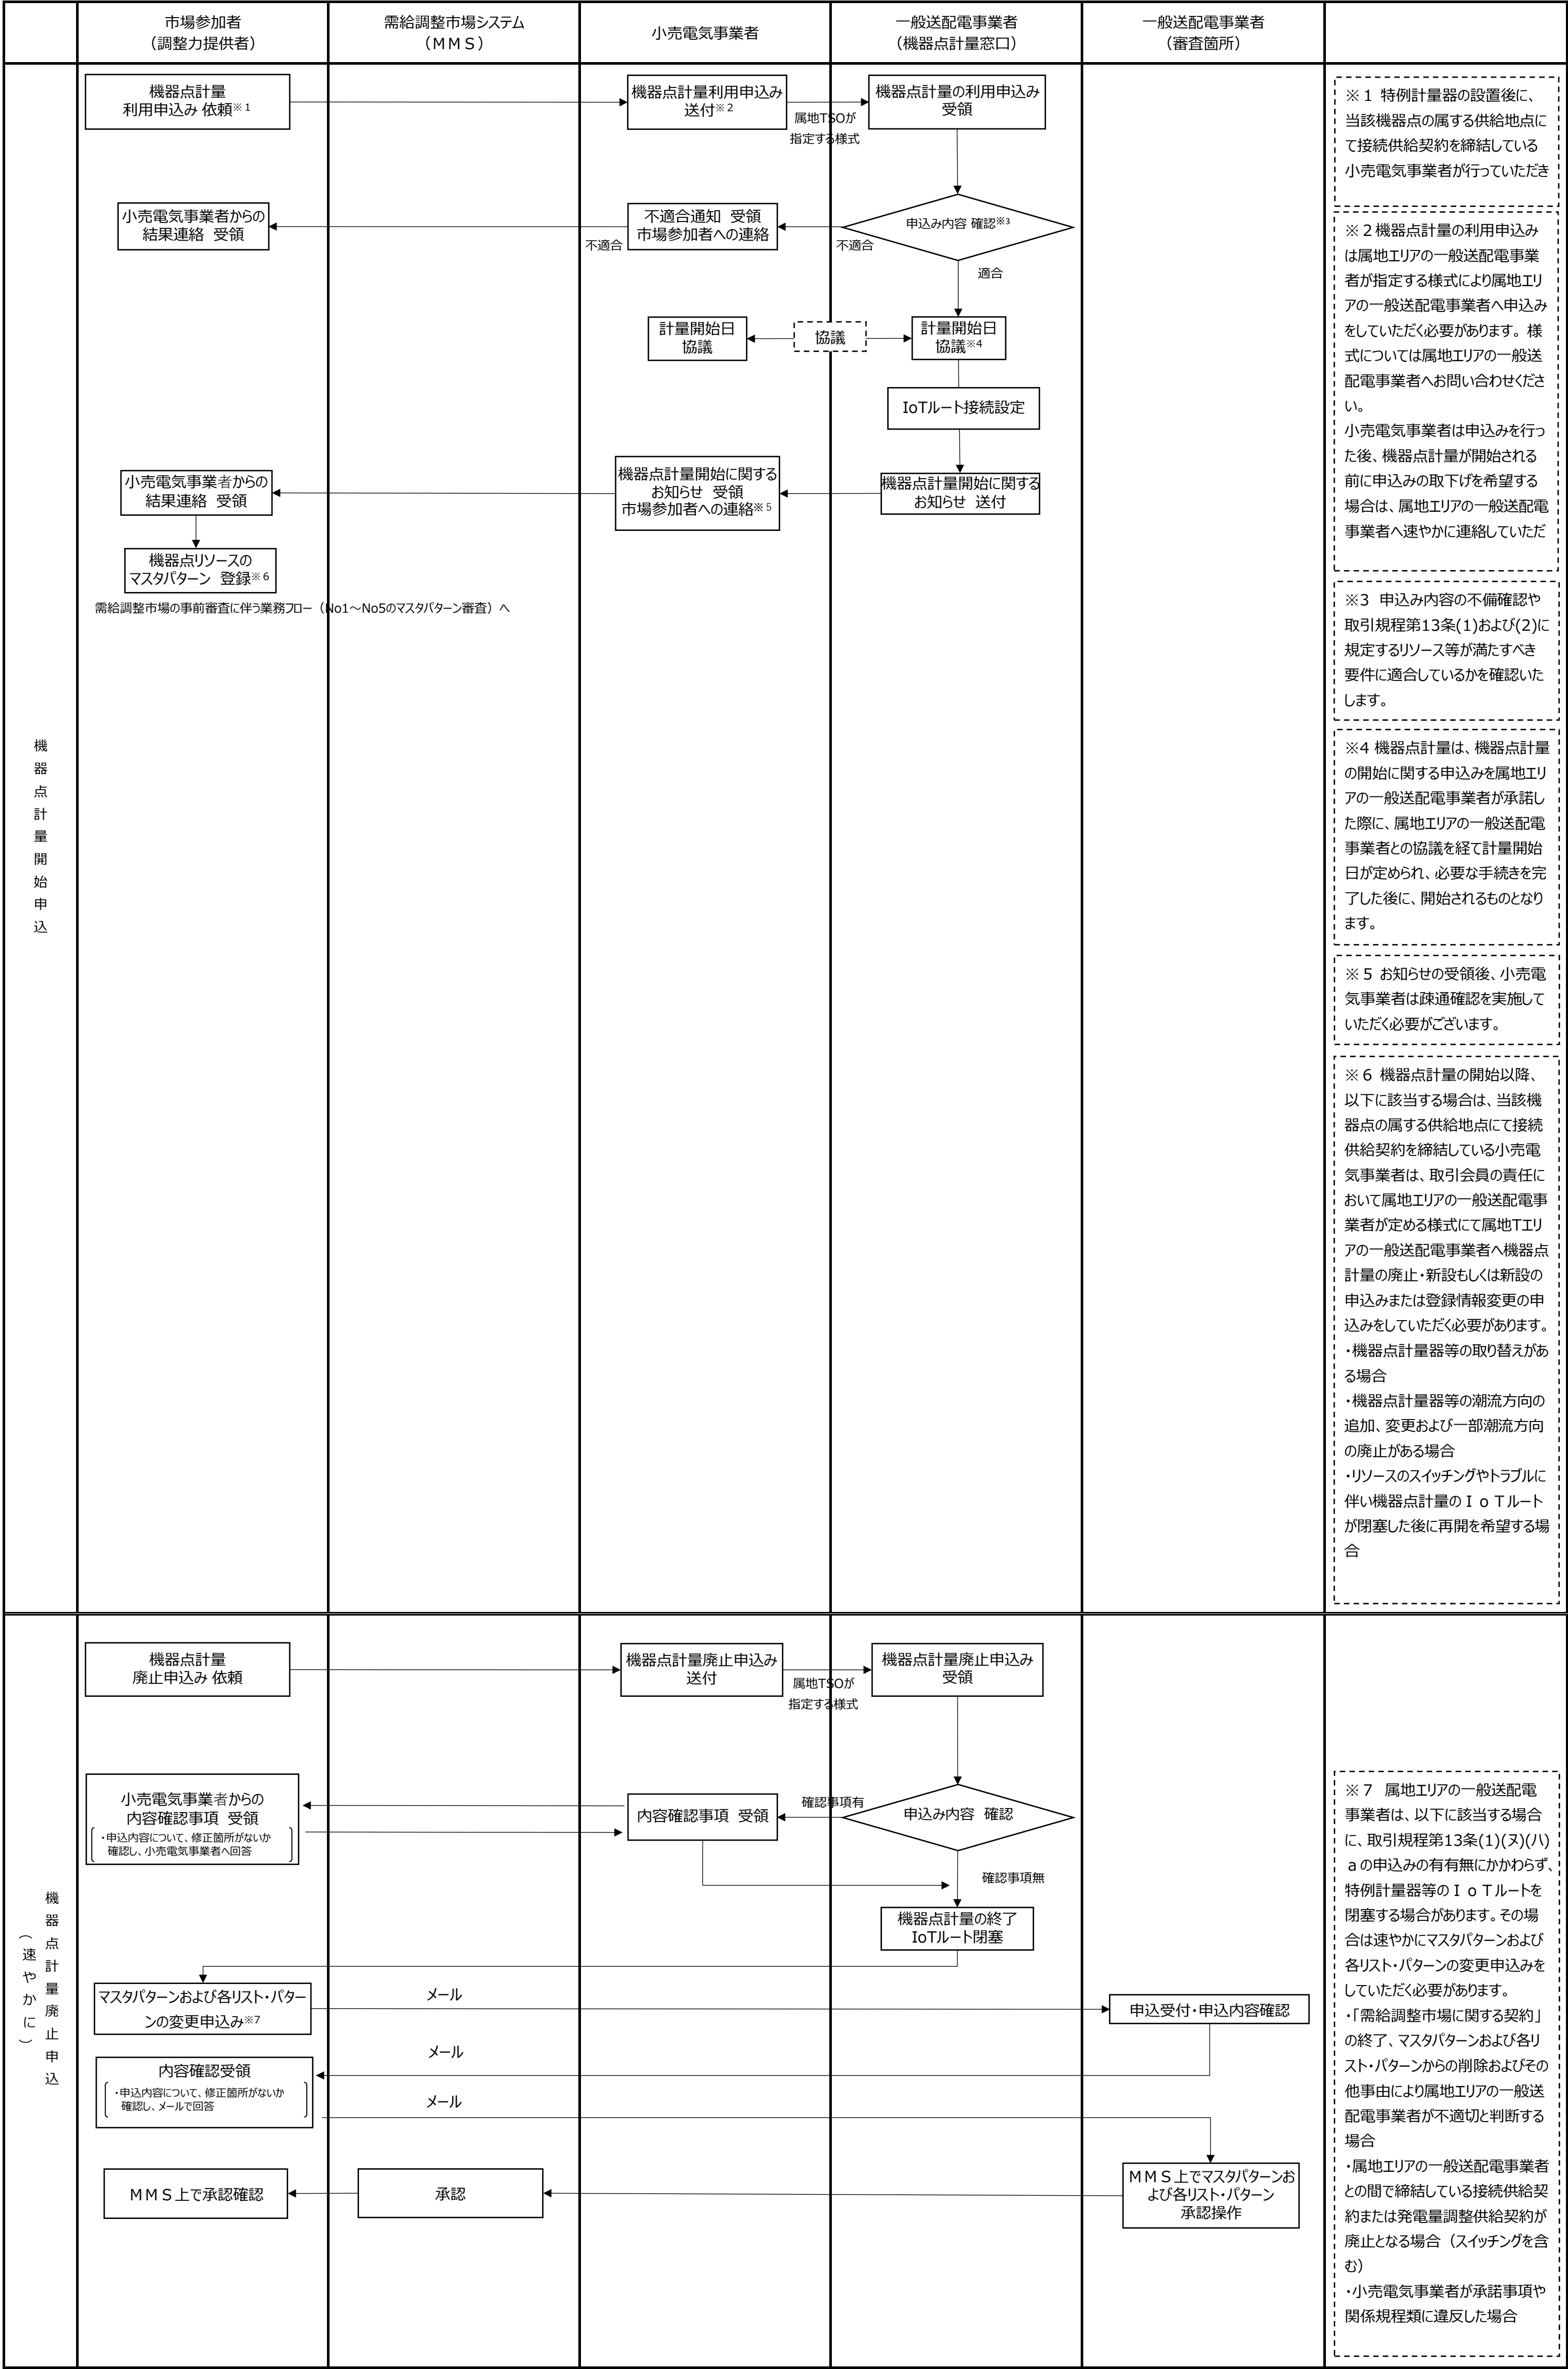 市場参加者
（調整力提供者）
需給調整市場システム
（ＭＭＳ）
小売電気事業者
一般送配電事業者
（機器点計量窓口）
一般送配電事業者
（審査箇所）
機器点計量開始申込
機器点計量
利用申込み 依頼※１
機器点計量利用申込み
送付※２
属地TSOが
指定する様式
機器点計量の利用申込み
受領
小売電気事業者からの
結果連絡　受領
不適合
不適合通知　受領
市場参加者への連絡
不適合
申込み内容 確認※3
適合
計量開始日
協議
協議
計量開始日
協議※4
IoTルート接続設定
小売電気事業者からの
結果連絡　受領
機器点計量開始に関する
お知らせ　受領
市場参加者への連絡※５
機器点計量開始に関する
お知らせ　送付
機器点リソースの
マスタパターン　登録※６
需給調整市場の事前審査に伴う業務フロー（No1～No5のマスタパターン審査）へ
※１ 特例計量器の設置後に、
当該機器点の属する供給地点に
て接続供給契約を締結している
小売電気事業者が行っていただき
※２機器点計量の利用申込み
は属地エリアの一般送配電事業
者が指定する様式により属地エリ
アの一般送配電事業者へ申込み
をしていただく必要があります。様
式については属地エリアの一般送
配電事業者へお問い合わせくださ
い。
小売電気事業者は申込みを行っ
た後、機器点計量が開始される
前に申込みの取下げを希望する
場合は、属地エリアの一般送配電
事業者へ速やかに連絡していただ
※3　申込み内容の不備確認や
取引規程第13条(1)および(2)に
規定するリソース等が満たすべき
要件に適合しているかを確認いた
します。
※4 機器点計量は、機器点計量
の開始に関する申込みを属地エリ
アの一般送配電事業者が承諾し
た際に、属地エリアの一般送配電
事業者との協議を経て計量開始
日が定められ、必要な手続きを完
了した後に、開始されるものとなり
ます。
※５ お知らせの受領後、小売電
気事業者は疎通確認を実施して
いただく必要がございます。
※６ 機器点計量の開始以降、
以下に該当する場合は、当該機
器点の属する供給地点にて接続
供給契約を締結している小売電
気事業者は、取引会員の責任に
おいて属地エリアの一般送配電事
業者が定める様式にて属地Tエリ
アの一般送配電事業者へ機器点
計量の廃止・新設もしくは新設の
申込みまたは登録情報変更の申
込みをしていただく必要があります。
・機器点計量器等の取り替えがあ
る場合
・機器点計量器等の潮流方向の
追加、変更および一部潮流方向
の廃止がある場合
・リソースのスイッチングやトラブルに
伴い機器点計量のＩｏＴルート
が閉塞した後に再開を希望する場
合
機器点計量廃止申込
（速やかに）
機器点計量
廃止申込み 依頼
機器点計量廃止申込み
送付
属地TSOが
指定する様式
機器点計量廃止申込み
受領
小売電気事業者からの
内容確認事項　受領
・申込内容について、修正箇所がないか
確認し、小売電気事業者へ回答
内容確認事項　受領
確認事項有
申込み内容　確認
確認事項無
機器点計量の終了
IoTルート閉塞
マスタパターンおよび各リスト・パター
ンの変更申込み※7
メール
申込受付・申込内容確認
内容確認受領
・申込内容について、修正箇所がないか
確認し、メールで回答
メール
メール
ＭＭＳ上で承認確認
承認
ＭＭＳ上でマスタパターンお
よび各リスト・パターン
承認操作
※７　属地エリアの一般送配電
事業者は、以下に該当する場合
に、取引規程第13条(1)(ヌ)(ハ)
ａの申込みの有有無にかかわらず、
特例計量器等のＩｏＴルートを
閉塞する場合があります。その場
合は速やかにマスタパターンおよび
各リスト・パターンの変更申込みを
していただく必要があります。
・「需給調整市場に関する契約」
の終了、マスタパターンおよび各リ
スト・パターンからの削除およびその
他事由により属地エリアの一般送
配電事業者が不適切と判断する
場合
・属地エリアの一般送配電事業者
との間で締結している接続供給契
約または発電量調整供給契約が
廃止となる場合（スイッチングを含
む）
・小売電気事業者が承諾事項や
関係規程類に違反した場合